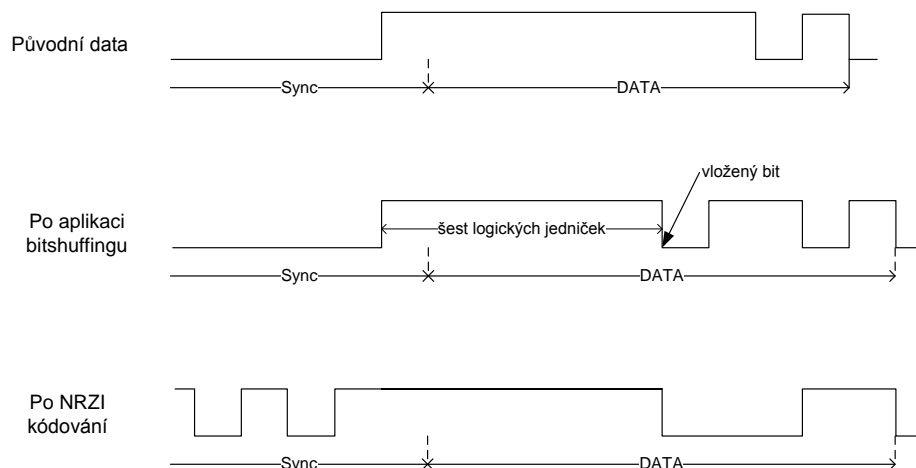 Původní data
Sync
DATA
vložený bit
Po aplikaci
bitshuffingu
šest logických jedniček
Sync
DATA
Po NRZI
kódování
Sync
DATA